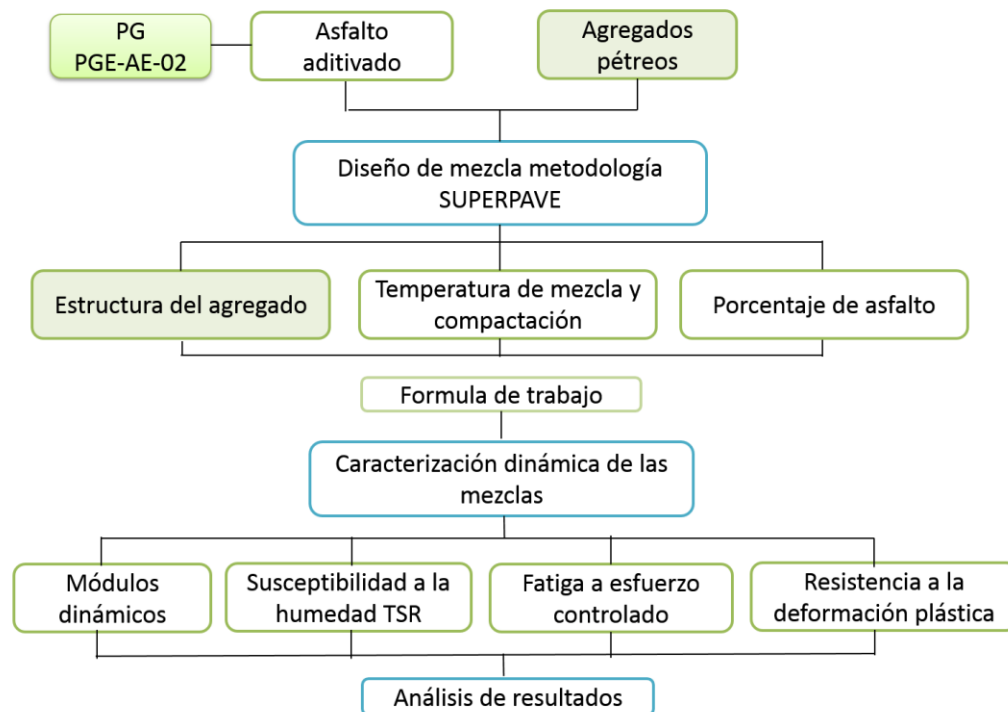 PG
PGE-AE-02
Asfalto
aditivado
Agregados
pétreos
Diseño de mezcla metodología
SUPERPAVE
Estructura del agregado
Temperatura de mezcla y
compactación
Porcentaje de asfalto
Formula de trabajo
Caracterización dinámica de las
mezclas
Módulos
dinámicos
Susceptibilidad a la
humedad TSR
Fatiga a esfuerzo
controlado
Resistencia a la
deformación plástica
Análisis de resultados